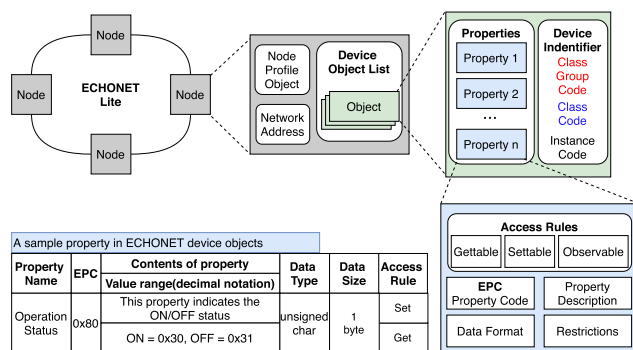 Node
Node
ECHONET
Lite
Node
Node
Node
Profile
Object
Network
Address
Device
Object List
Object
Properties
Property 1
Property 2
...
Property n
Device
Indentifier
Class
Group
Code
Class
Code
Instance
Code
Access Rules
Gettable
Settable
Observable
EPC
Property Code
Property
Description
Data Format
Restrictions
A sample property in ECHONET device objects
Property
Name
EPC
Contents of property
Value range(decimal notation)
Data
Type
Data
Size
Access
Rule
Operation
Status
0x80
This property indicates the
ON/OFF status
ON = 0x30, OFF = 0x31
unsigned
char
1
byte
Set
Get